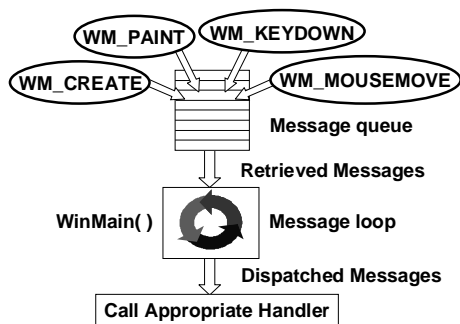 WM_PAINT
WM_KEYDOWN
WM_CREATE
WM_MOUSEMOVE
Message queue
Retrieved Messages
WinMain( )
Message loop
Dispatched Messages
Call Appropriate Handler